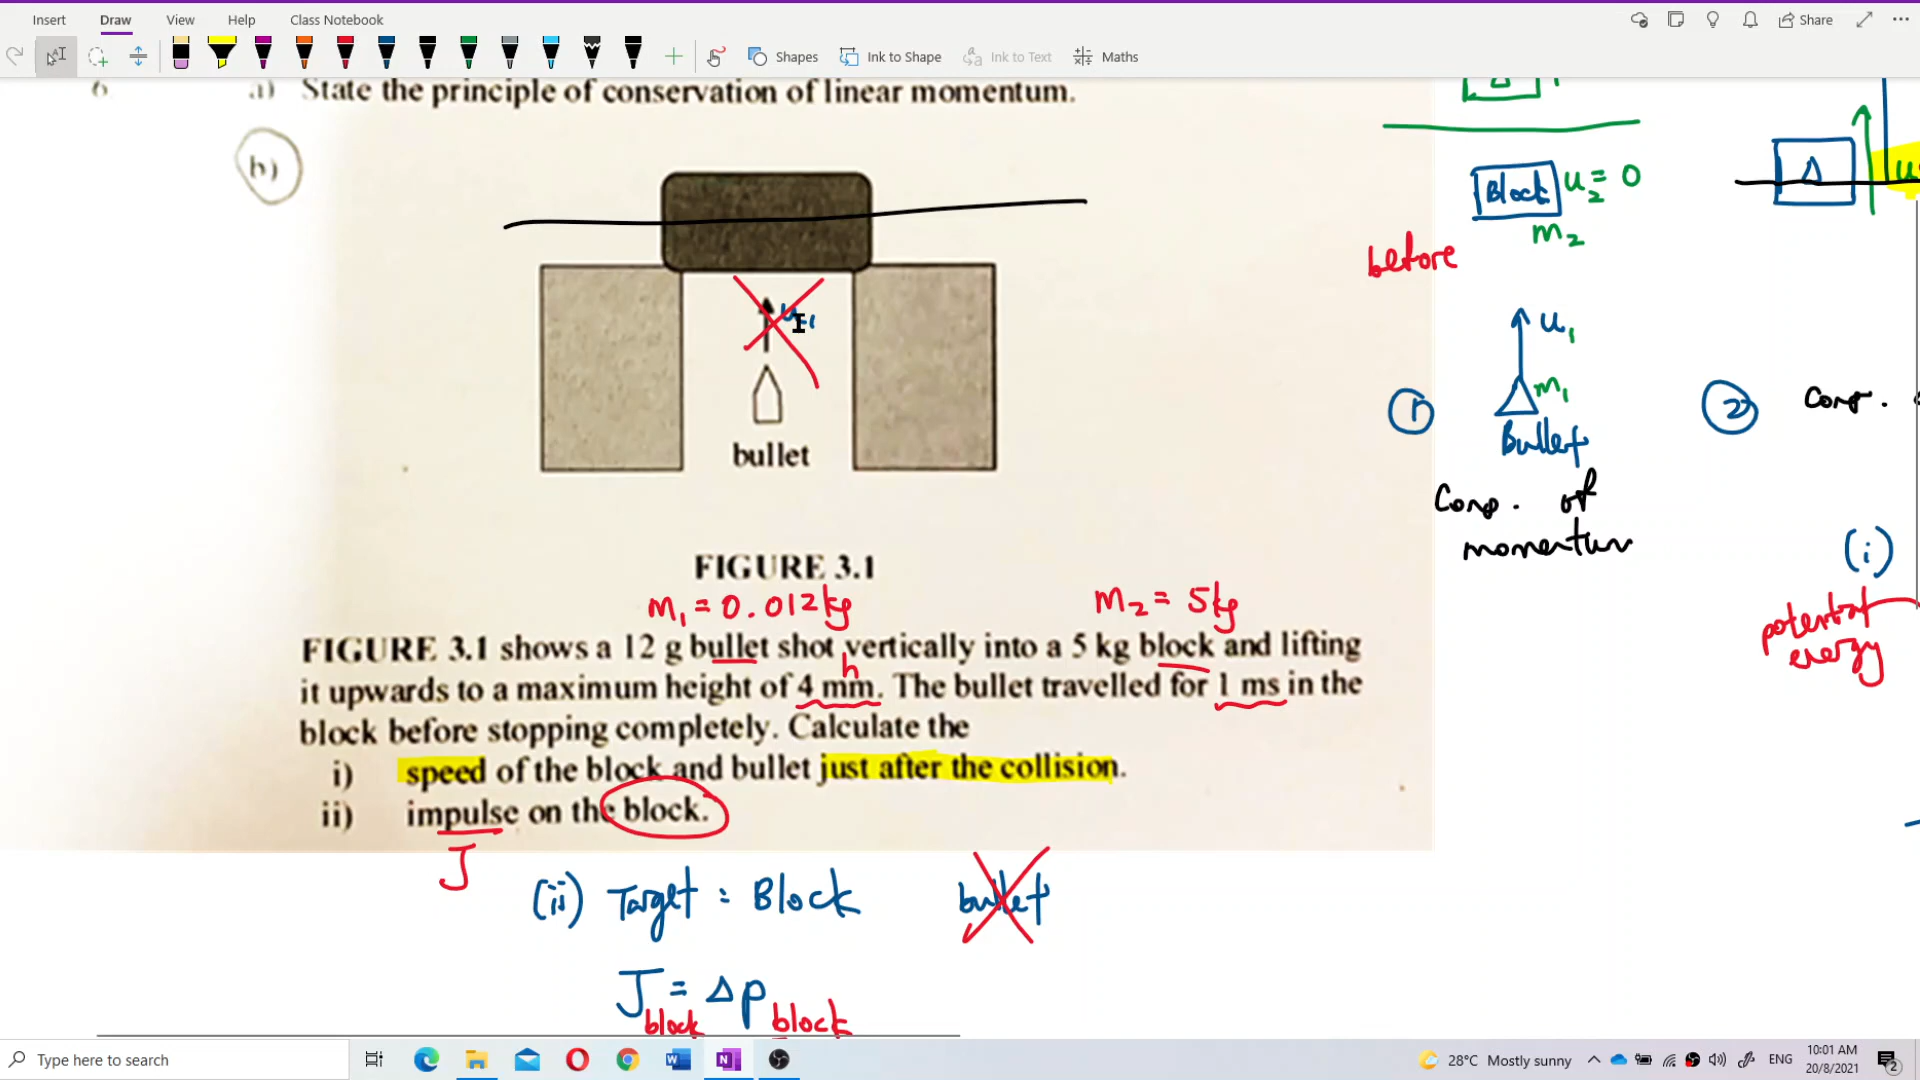 Insert Draw View Help Class Notebook
Share
Shapes Ink to Shape Ink to Text Maths
6. a) State the principle of conservation of linear momentum.
b)
u1
bullet
FIGURE 3.1
m1 = 0.012kg
m2 = 5kg
FIGURE 3.1 shows a 12 g bullet shot vertically into a 5 kg block and lifting
h
it upwards to a maximum height of 4 mm. The bullet travelled for 1 ms in the
block before stopping completely. Calculate the
i) speed of the block and bullet just after the collision.
ii) impulse on the block.
J
(ii) Target : Block bullet
J block = Δp block
Block u2 = 0
m2
before
u1
m1
1
Bullet
Cons. of
momentum
u
2
Cons.
(i)
potential
energy
Type here to search
28°C Mostly sunny
ENG
10:01 AM
20/8/2021
2